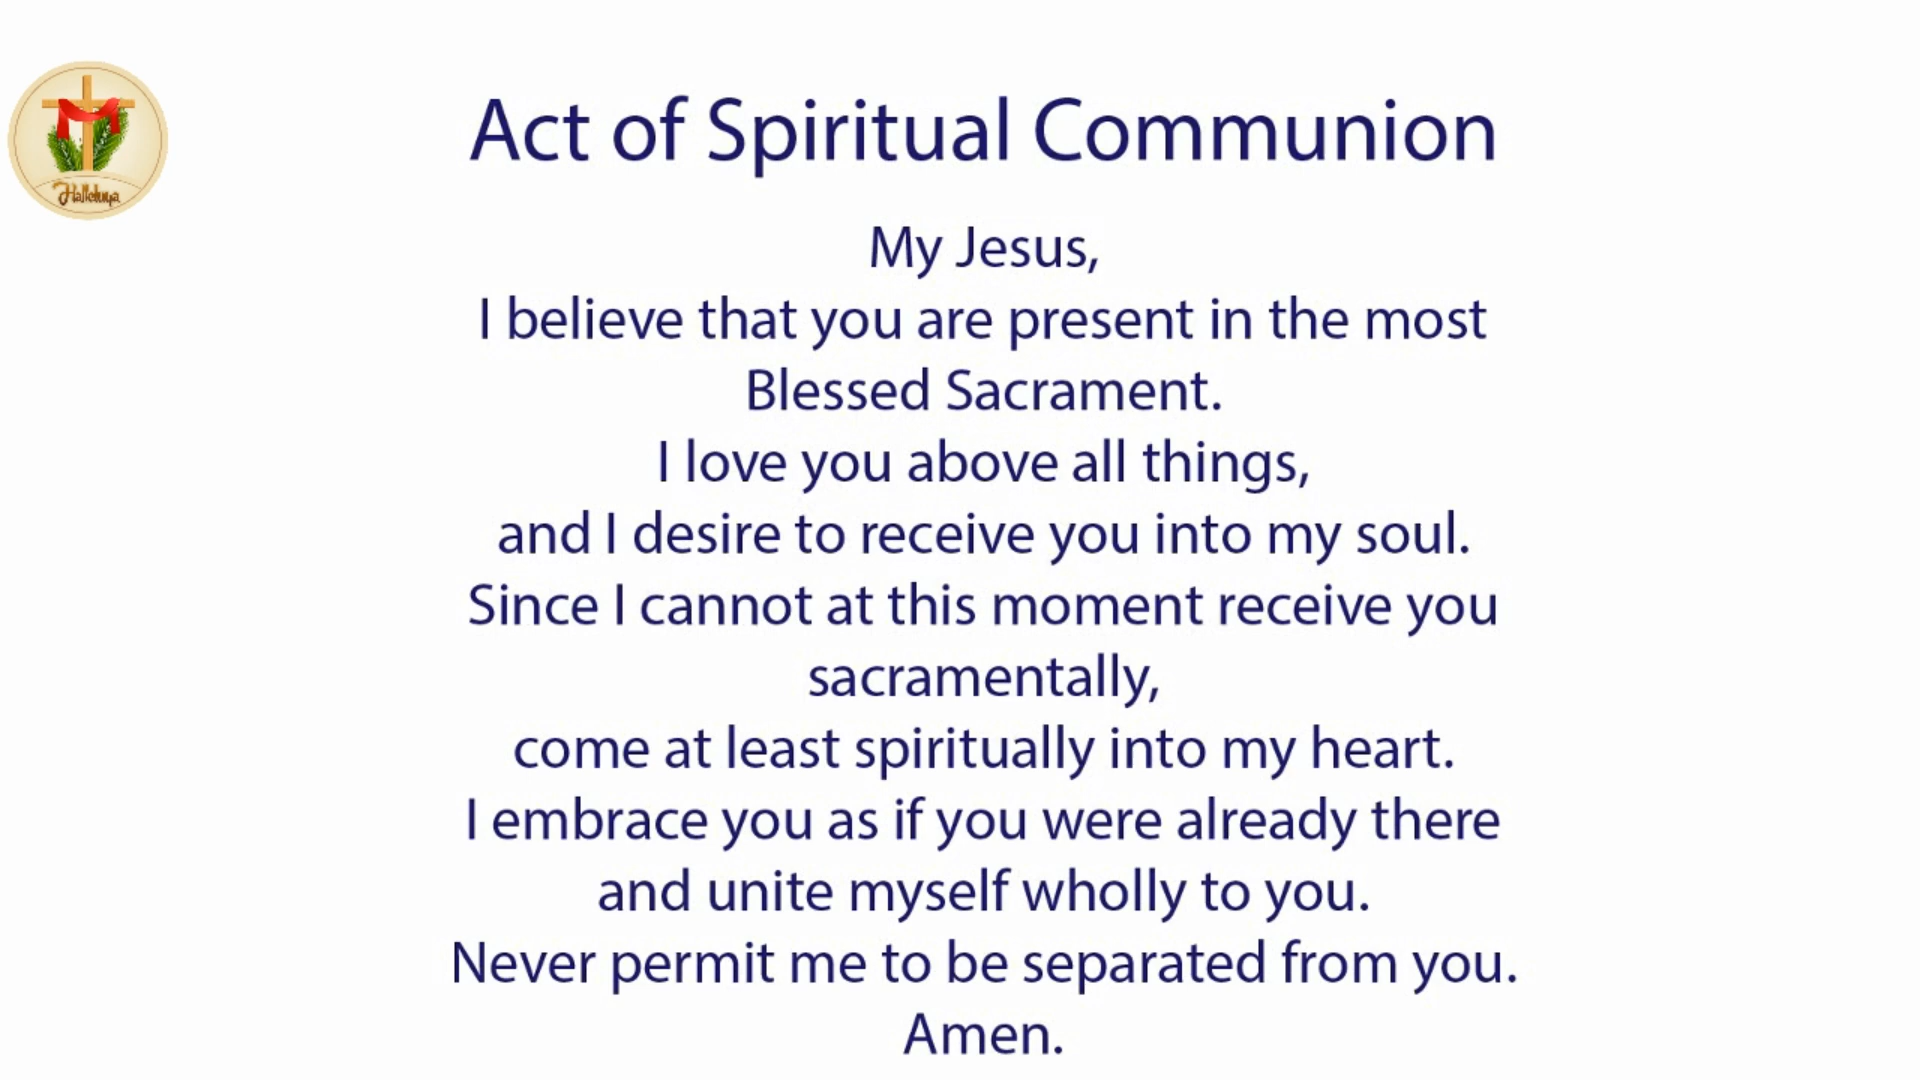 Halleluya
Act of Spiritual Communion
My Jesus,
I believe that you are present in the most
Blessed Sacrament.
I love you above all things,
and I desire to receive you into my soul.
Since I cannot at this moment receive you
sacramentally,
come at least spiritually into my heart.
I embrace you as if you were already there
and unite myself wholly to you.
Never permit me to be separated from you.
Amen.